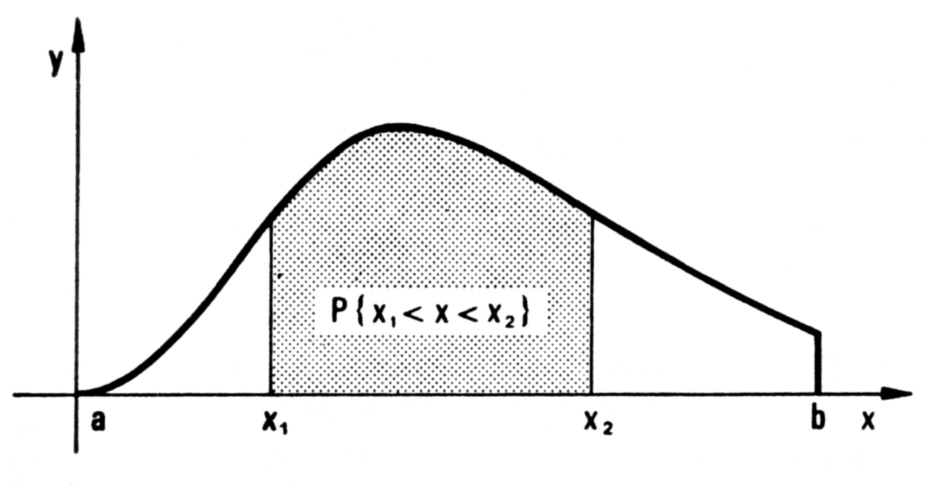 y
P{x₁< x < x₂}
a x₁ x₂ b x